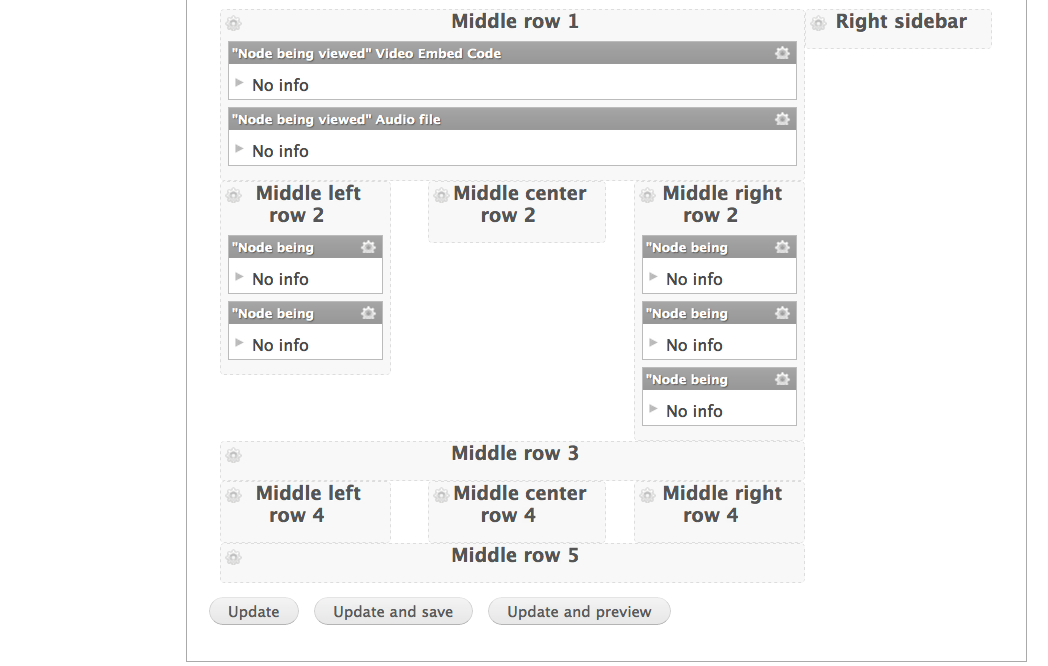 Middle row 1
Right sidebar
"Node being viewed" Video Embed Code
No info
"Node being viewed" Audio file
No info
Middle left
row 2
Middle center
row 2
Middle right
row 2
"Node being
No info
"Node being
No info
"Node being
No info
"Node being
No info
"Node being
No info
Middle row 3
Middle left
row 4
Middle center
row 4
Middle right
row 4
Middle row 5
Update
Update and save
Update and preview